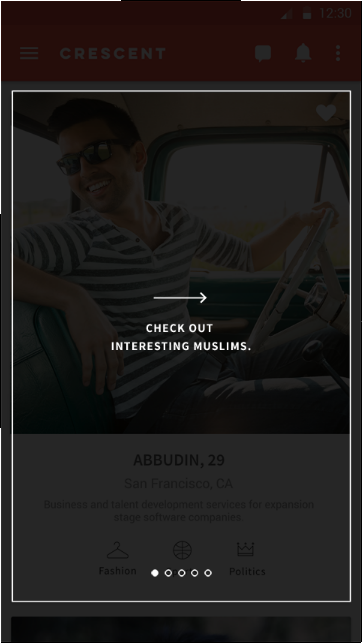 12:30
CRESCENT
CHECK OUT
INTERESTING MUSLIMS.
ABBUDIN, 29
San Francisco, CA
Business and talent development services for expansion
stage software companies
Fashion
Politics